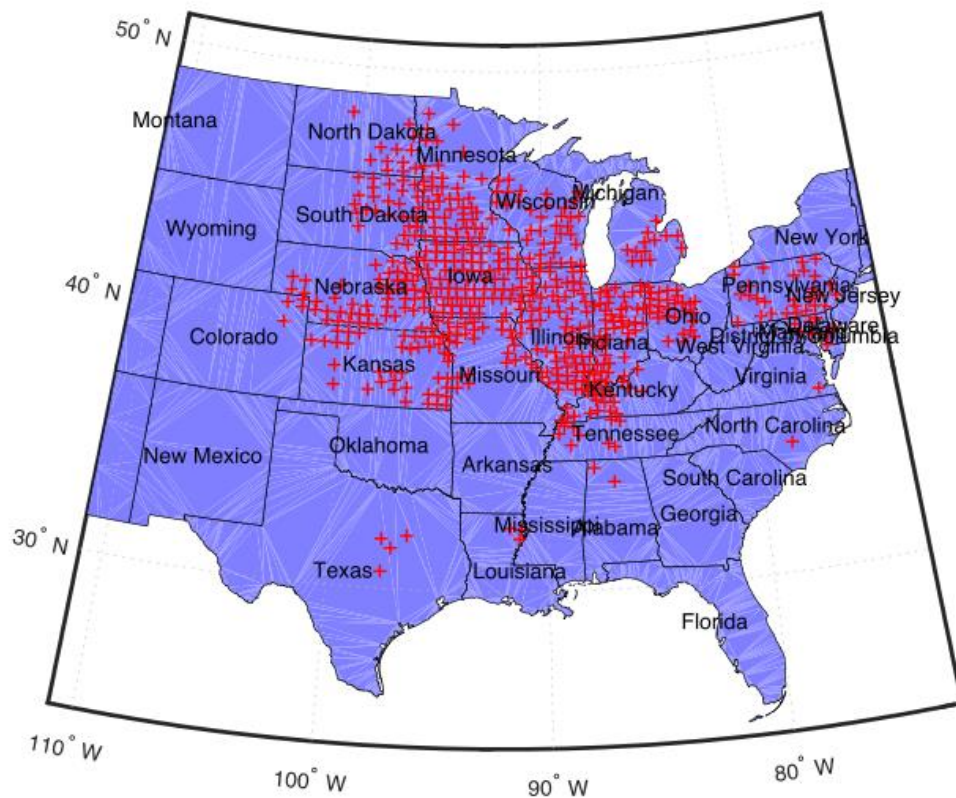 50° N
Montana
North Dakota
Minnesota
Michigan
Wisconsin
Wyoming
South Dakota
New York
40° N
Nebraska
Iowa
Pennsylvania
New Jersey
Colorado
Illinois
Indiana
Ohio
Delaware
West Virginia
Kansas
Missouri
Kentucky
Virginia
New Mexico
Oklahoma
Tennessee
North Carolina
Arkansas
South Carolina
30° N
Mississippi
Alabama
Georgia
Texas
Louisiana
Florida
110° W
100° W
90° W
80° W